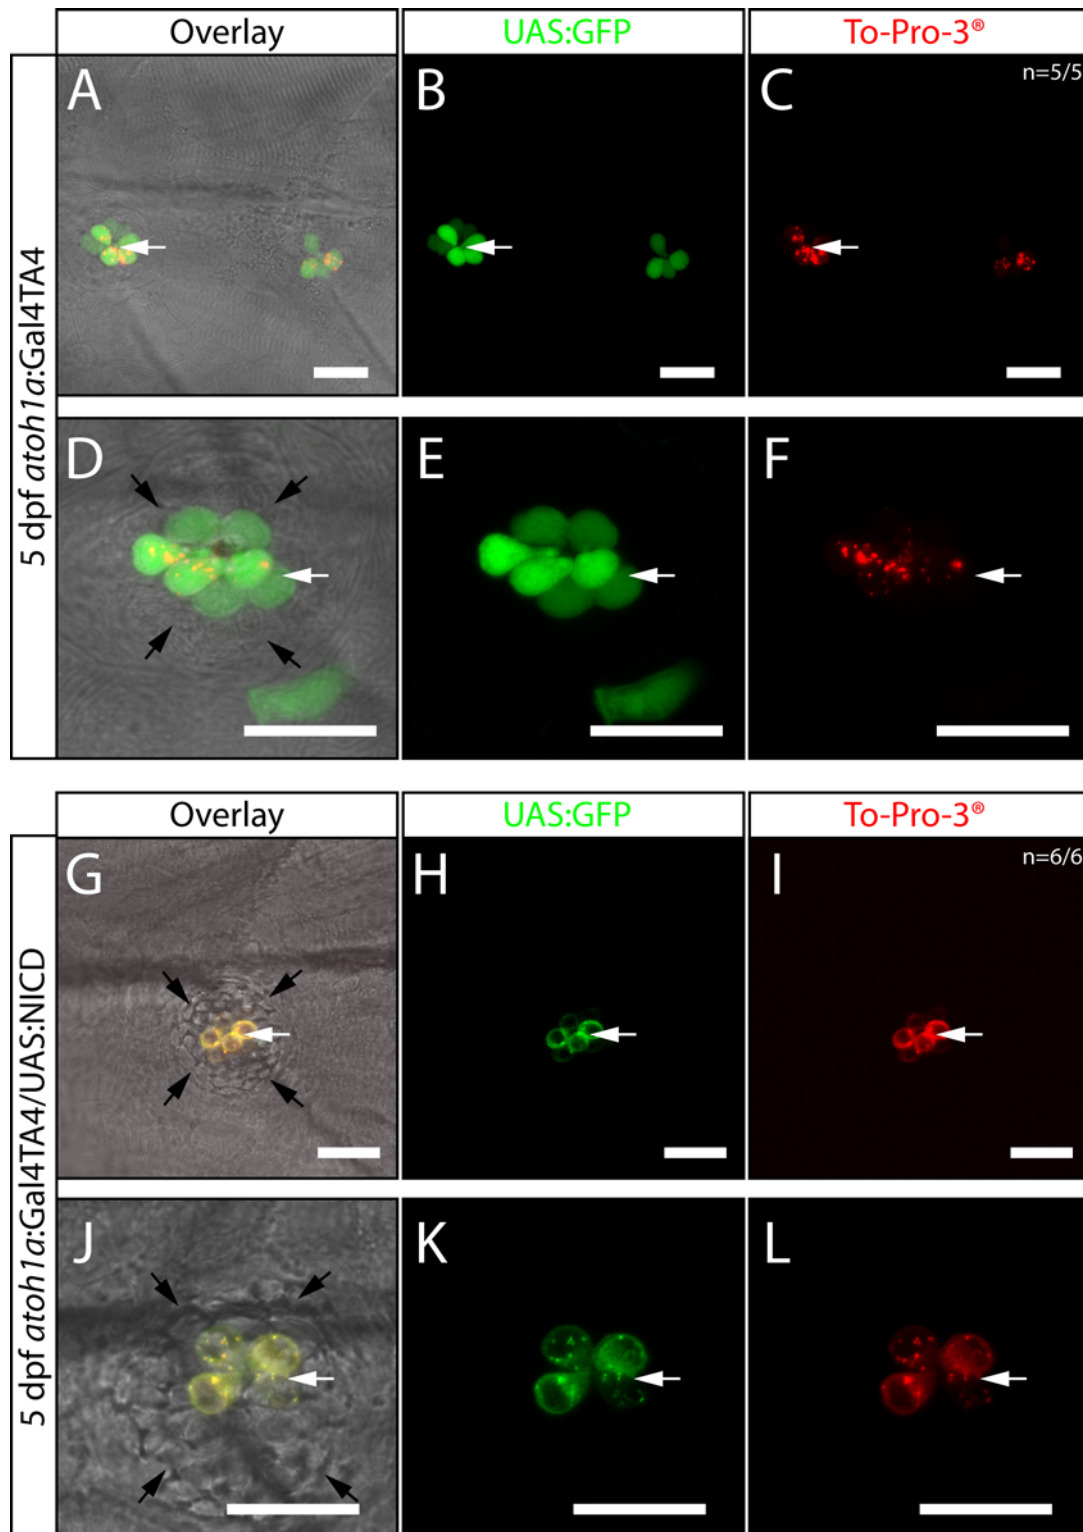 Overlay UAS:GFP To-Pro-3®
5 dpf atoh1a:Gal4TA4
A B C n=5/5
D E F
Overlay UAS:GFP To-Pro-3®
5 dpf atoh1a:Gal4TA4/UAS:NICD
G H I n=6/6
J K L